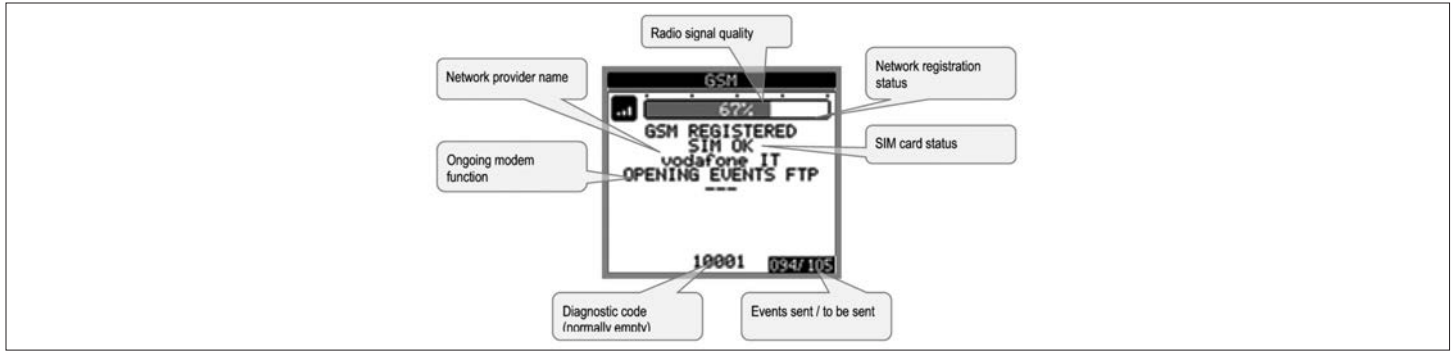 Radio signal quality
Network provider name
Network registration
status
GSM
67%
GSM REGISTERED
SIM OK
vodafone IT
OPENING EVENTS FTP
---
SIM card status
Ongoing modem
function
10001
094/105
Diagnostic code
(normally empty)
Events sent / to be sent